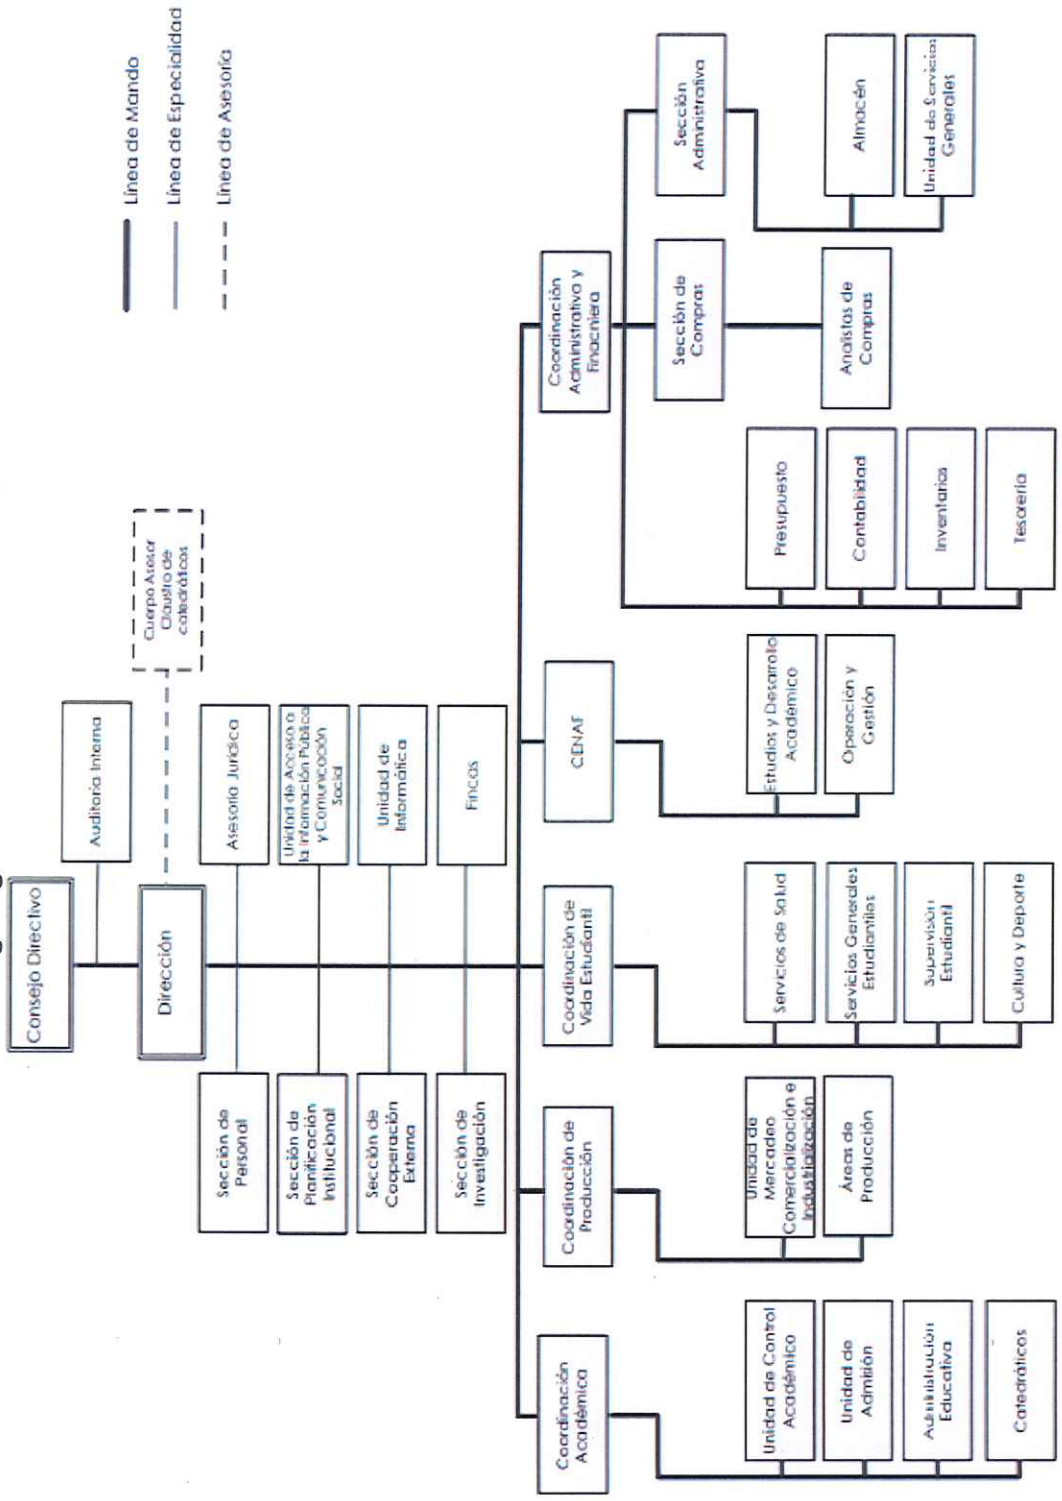 Consejo Directivo
Auditoría Interna
Dirección
Cuerpo Asesor
Claustro de
catedráticos
Línea de Mando
Línea de Especialidad
Línea de Asesoría
Sección de
Personal
Asesoría Jurídica
Sección de
Planificación
Institucional
Unidad de Acceso a
la Información Pública
y Comunicación
Social
Sección de
Cooperación
Externa
Unidad de
Informática
Sección de
Investigación
Fincas
Coordinación
Académica
Coordinación de
Producción
Coordinación de
Vida Estudiantil
CENAF
Coordinación
Administrativa y
Finacniera
Unidad de Control
Académico
Unidad de
Admisión
Administración
Educativa
Catedráticos
Unidad de
Mercadeo
Comercialización e
Industrialización
Áreas de
Producción
Servicios de Salud
Servicios Generales
Estudiantiles
Supervisión
Estudiantil
Cultura y Deporte
Estudios y Desarrollo
Académico
Operación y
Gestión
Presupuesto
Contabilidad
Inventarios
Tesorería
Sección de
Compras
Analistas de
Compras
Sección
Administrativa
Almacén
Unidad de Servicios
Generales